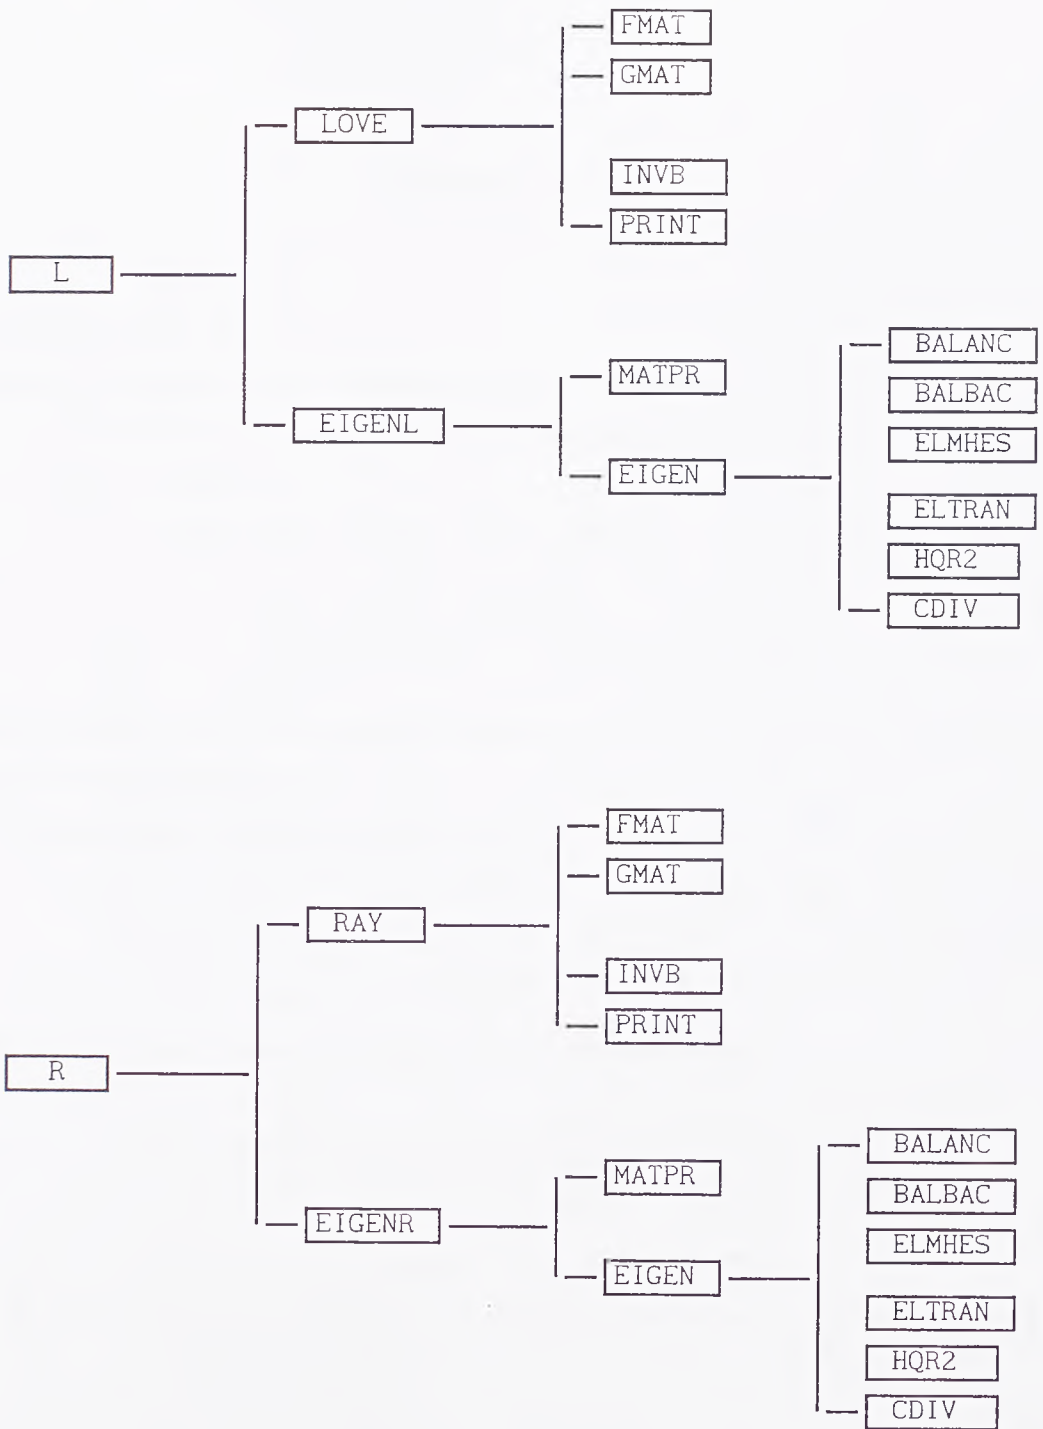 FMAT
GMAT
LOVE
INVB
PRINT
L
BALANC
MATPR
BALBAC
EIGENL
ELMHES
EIGEN
ELTRAN
HQR2
CDIV
FMAT
GMAT
RAY
INVB
PRINT
R
BALANC
MATPR
BALBAC
EIGENR
ELMHES
EIGEN
ELTRAN
HQR2
CDIV